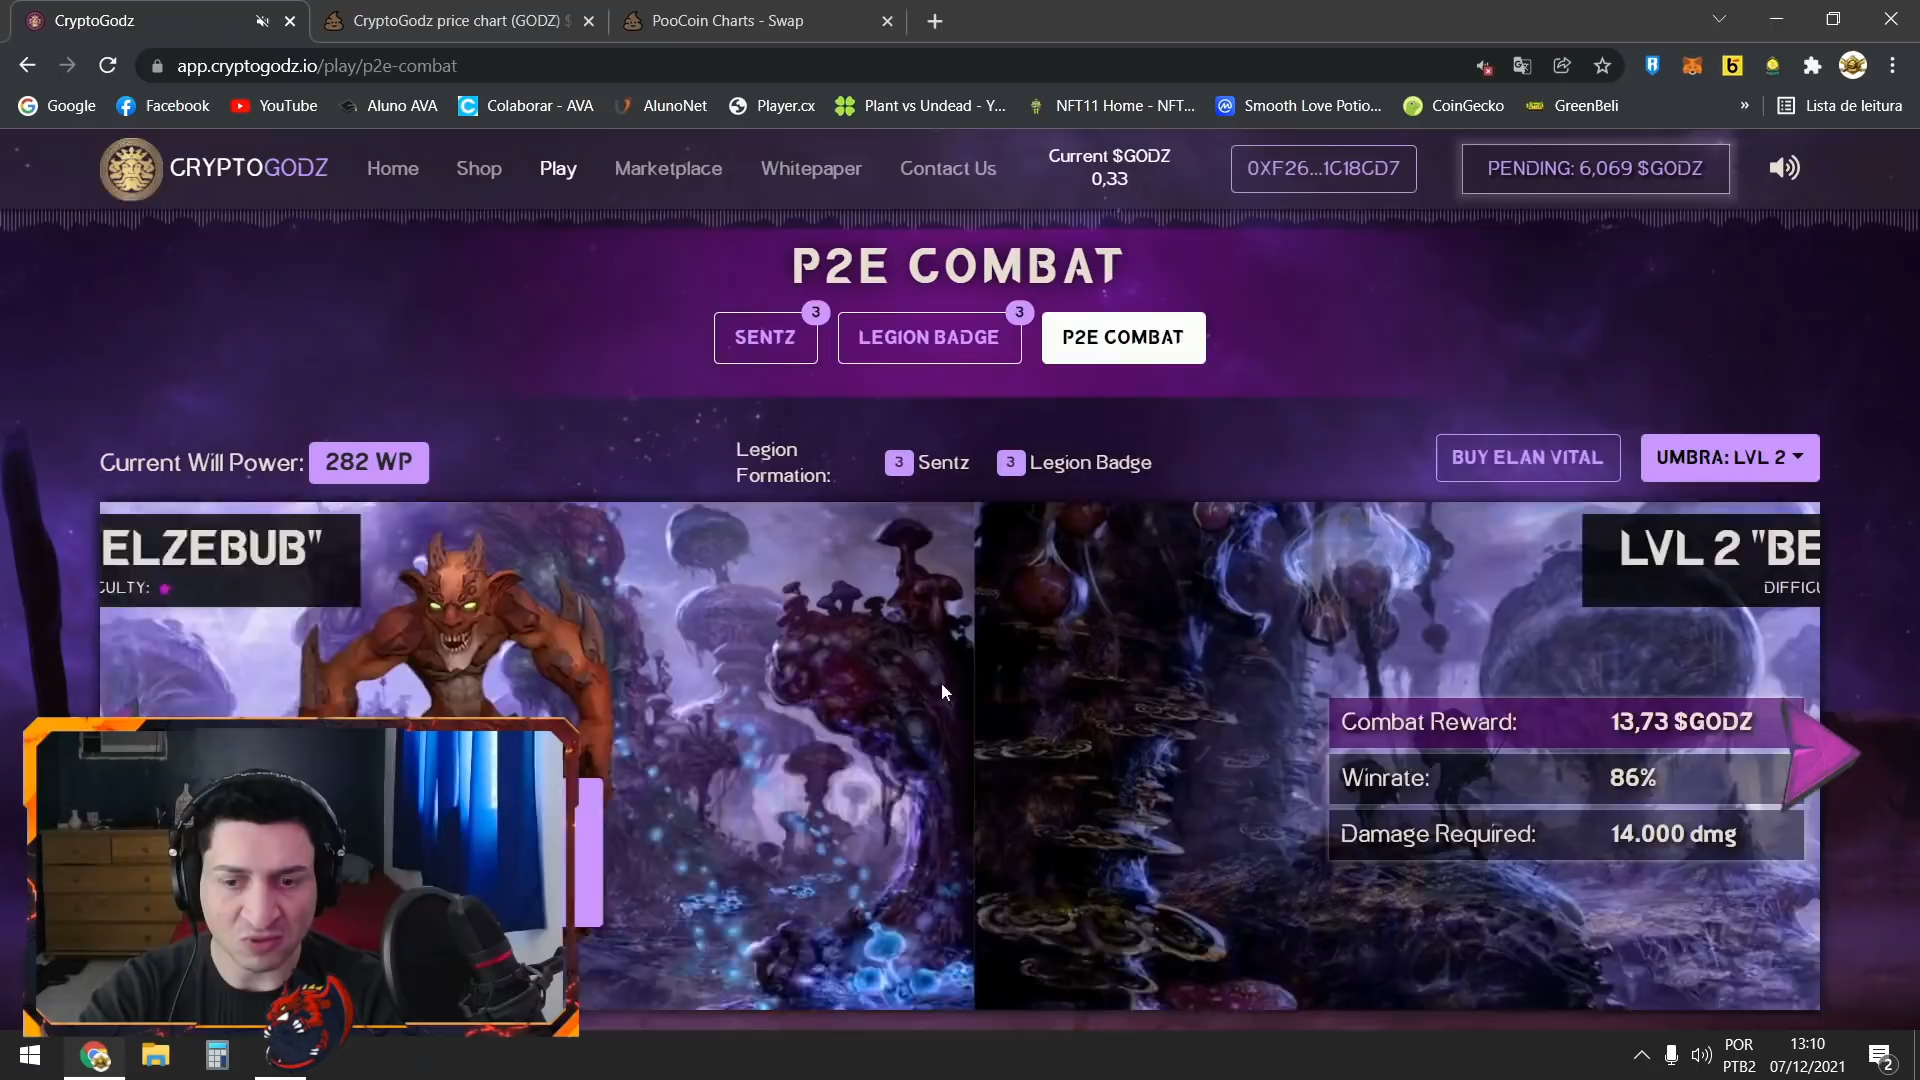 CryptoGodz
CryptoGodz price chart (GODZ) $
PooCoin Charts - Swap
app.cryptogodz.io/play/p2e-combat
Google
Facebook
YouTube
Aluno AVA
Colaborar - AVA
AlunoNet
Player.cx
Plant vs Undead - Y...
NFT11 Home - NFT...
Smooth Love Potio...
CoinGecko
GreenBeli
»
Lista de leitura
CRYPTOGODZ
Home
Shop
Play
Marketplace
Whitepaper
Contact Us
Current $GODZ
0,33
0XF26...1C18CD7
PENDING: 6,069 $GODZ
P2E COMBAT
SENTZ
3
LEGION BADGE
3
P2E COMBAT
Current Will Power:
282 WP
Legion
Formation:
3 Sentz
3 Legion Badge
BUY ELAN VITAL
UMBRA: LVL 2
ELZEBUB"
CULTY:
LVL 2 "BE
DIFFICU
Combat Reward: 13,73 $GODZ
Winrate: 86%
Damage Required: 14.000 dmg
POR
PTB2
13:10
07/12/2021
2